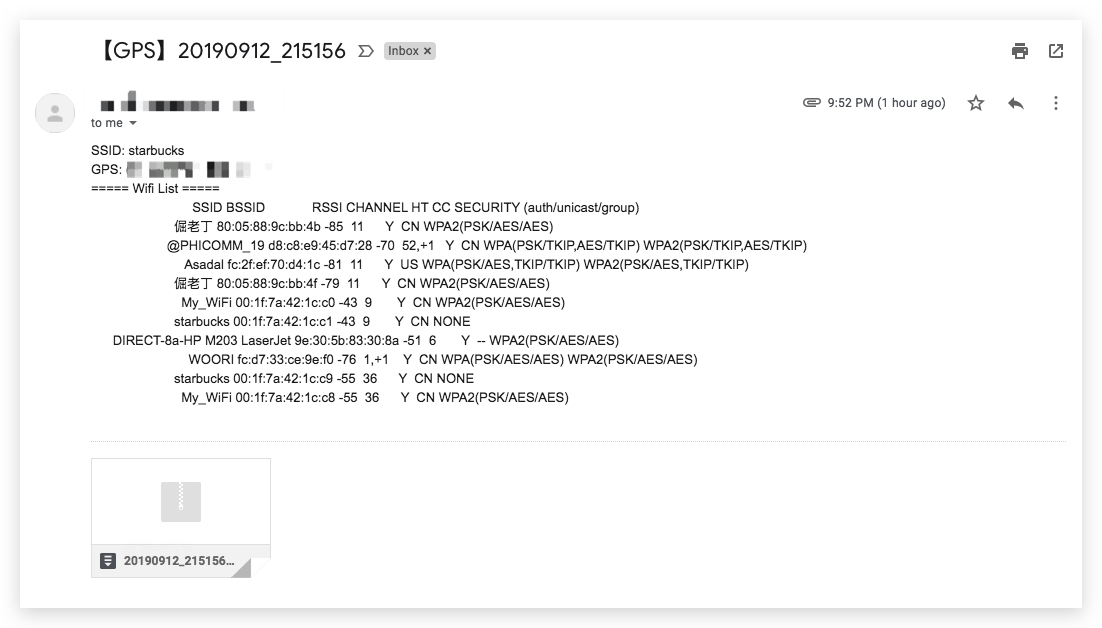 【GPS】20190912_215156 Inbox ×
9:52 PM (1 hour ago)
to me
SSID: starbucks
GPS:
===== Wifi List =====
SSID BSSID RSSI CHANNEL HT CC SECURITY (auth/unicast/group)
倔老丁 80:05:88:9c:bb:4b -85 11 Y CN WPA2(PSK/AES/AES)
@PHICOMM_19 d8:c8:e9:45:d7:28 -70 52,+1 Y CN WPA(PSK/TKIP,AES/TKIP) WPA2(PSK/TKIP,AES/TKIP)
Asadal fc:2f:ef:70:d4:1c -81 11 Y US WPA(PSK/AES,TKIP/TKIP) WPA2(PSK/AES,TKIP/TKIP)
倔老丁 80:05:88:9c:bb:4f -79 11 Y CN WPA2(PSK/AES/AES)
My_WiFi 00:1f:7a:42:1c:c0 -43 9 Y CN WPA2(PSK/AES/AES)
starbucks 00:1f:7a:42:1c:c1 -43 9 Y CN NONE
DIRECT-8a-HP M203 LaserJet 9e:30:5b:83:30:8a -51 6 Y -- WPA2(PSK/AES/AES)
WOORI fc:d7:33:ce:9e:f0 -76 1,+1 Y CN WPA(PSK/AES/AES) WPA2(PSK/AES/AES)
starbucks 00:1f:7a:42:1c:c9 -55 36 Y CN NONE
My_WiFi 00:1f:7a:42:1c:c8 -55 36 Y CN WPA2(PSK/AES/AES)
20190912_215156...